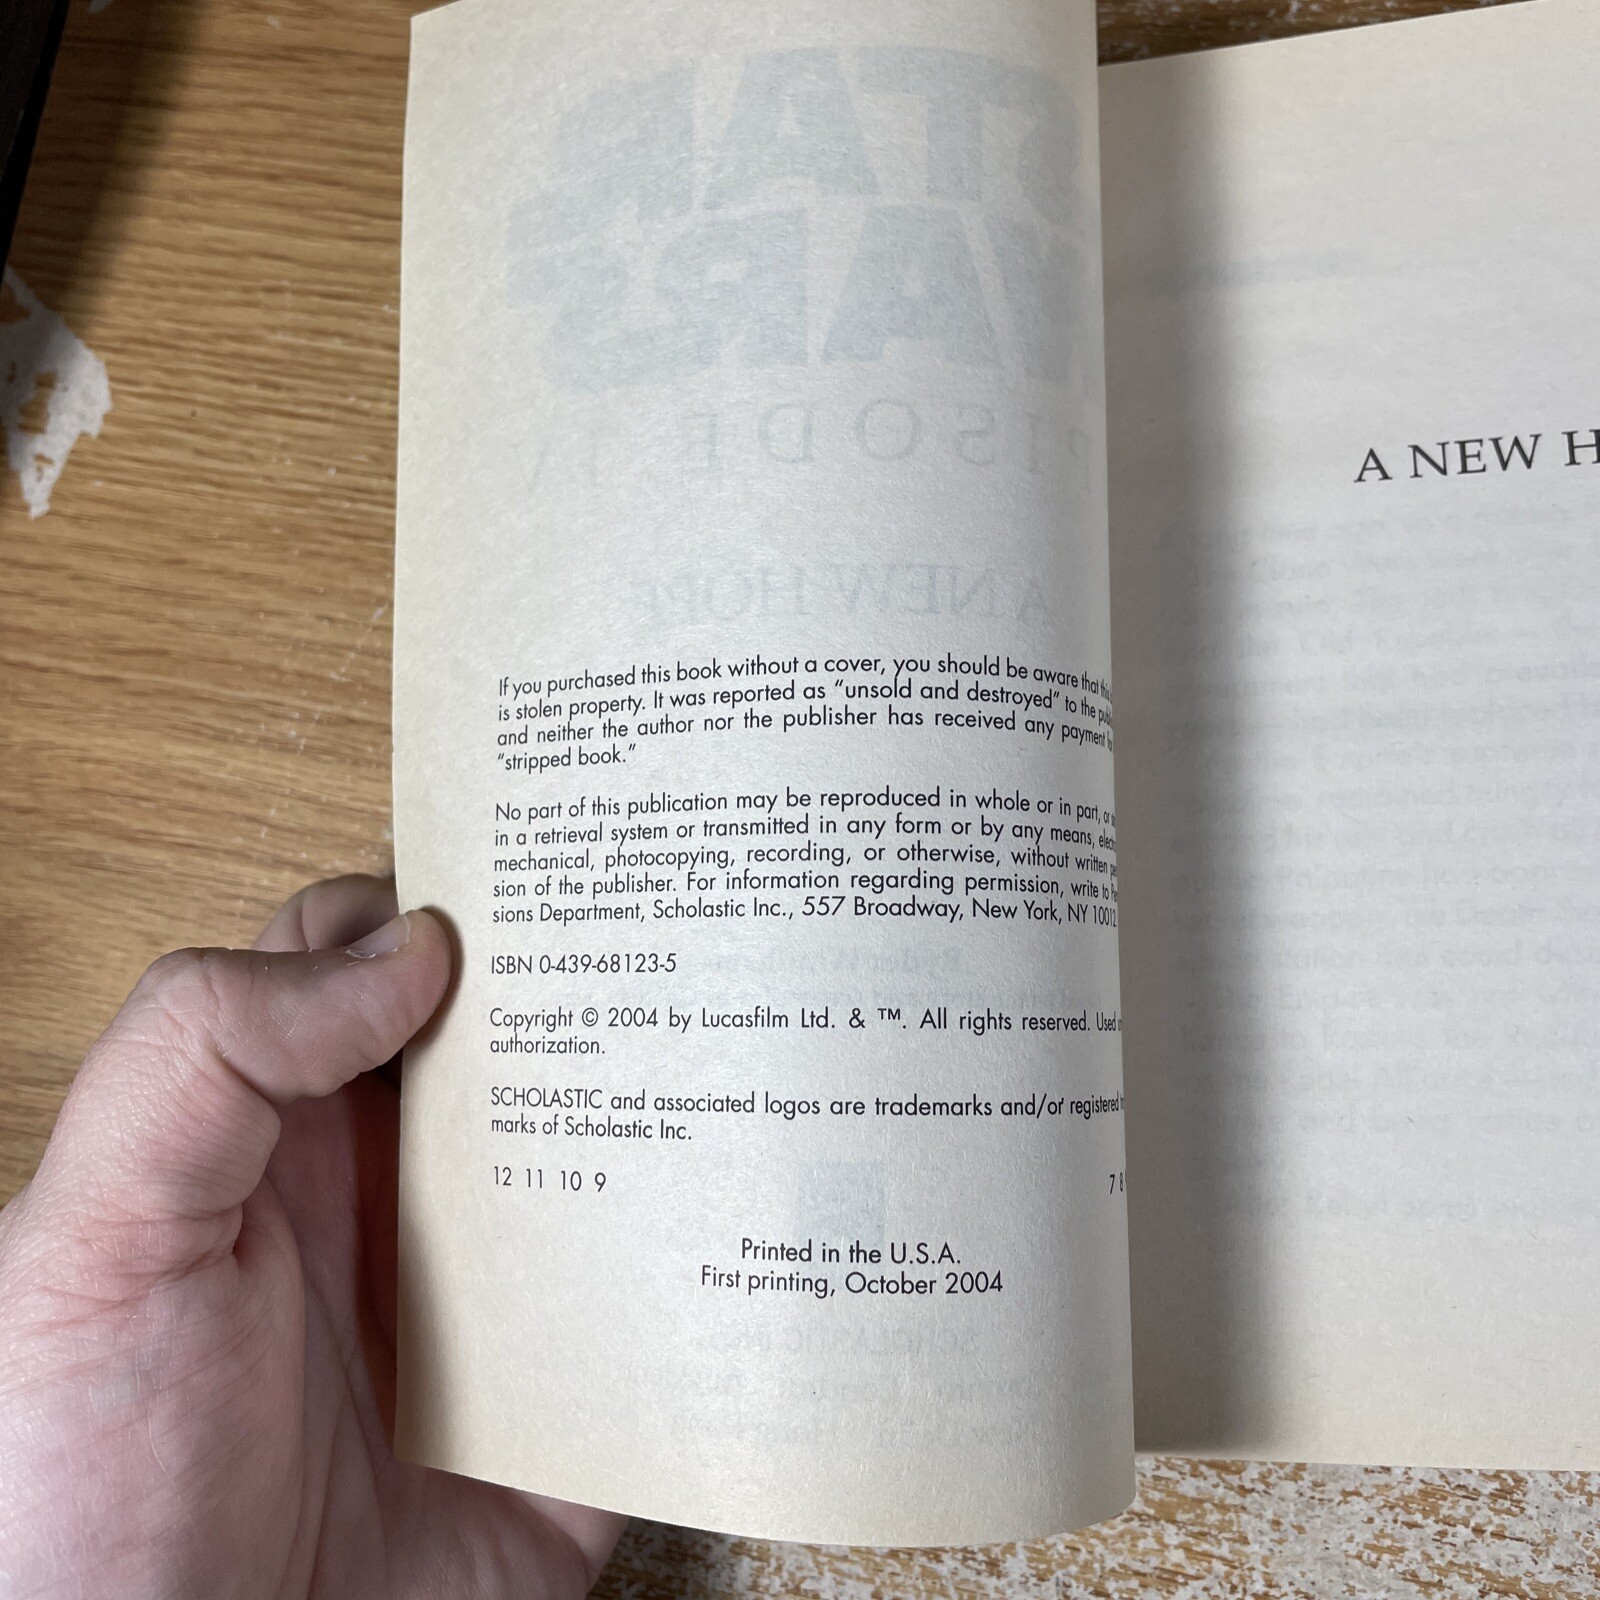 If you purchased this book without a cover, you should be aware that this
is stolen property. It was reported as "unsold and destroyed" to the
and neither the author nor the publisher has received any payment
"stripped book."
No part of this publication may be reproduced in whole or in part, or
in a retrieval system or transmitted in any form or by any means,
mechanical, photocopying, recording, or otherwise, without written
sion of the publisher. For information regarding permission, write to
sions Department, Scholastic Inc., 557 Broadway, New York, NY 10012
ISBN 0-439-68123-5
Copyright © 2004 by Lucasfilm Ltd. & ™. All rights reserved. Used
authorization.
SCHOLASTIC and associated logos are trademarks and/or registered
marks of Scholastic Inc.
12 11 10 9 7 8
Printed in the U.S.A.
First printing, October 2004
A NEW H